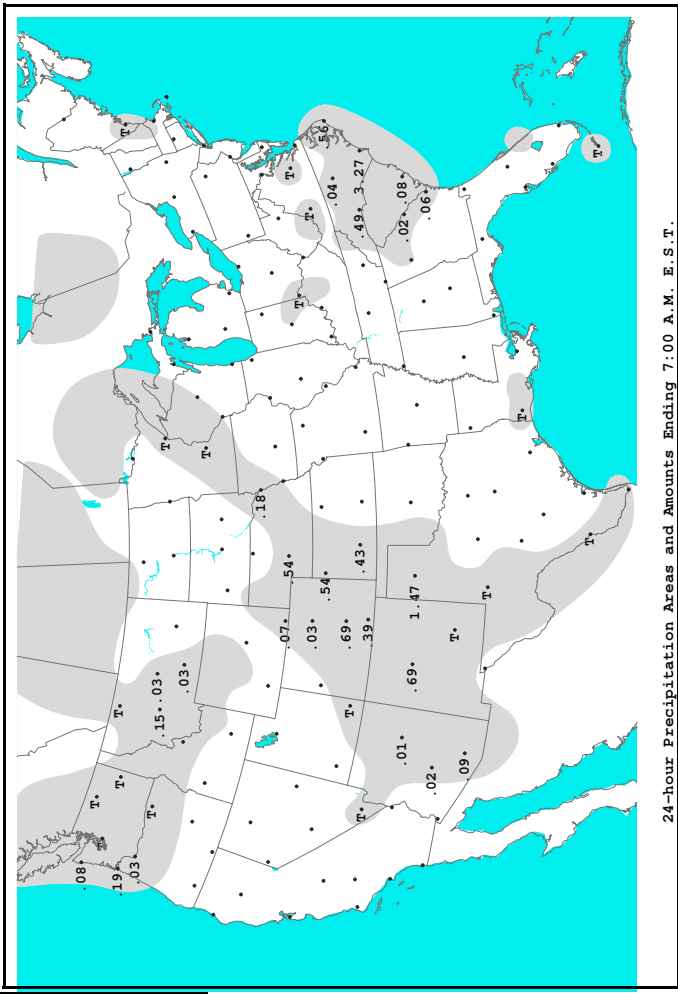 .08
T
T
T
T
.19
T
.03
T
.03
.15
T
.03
T
.18
.07
.54
T
T
T
.03
.56
.54
.04
.69
T
.49
3.27
.43
T
.39
.01
.08
.02
.69
1.47
.06
.02
T
.09
T
T
T
T
24-hour Precipitation Areas and Amounts Ending 7:00 A.M. E.S.T.